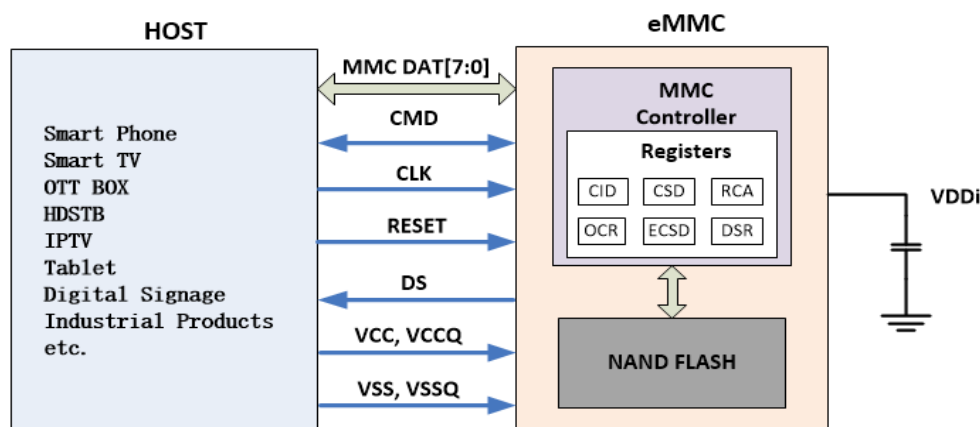 HOST
eMMC
Smart Phone
Smart TV
OTT BOX
HDSTB
IPTV
Tablet
Digital Signage
Industrial Products
etc.
MMC DAT[7:0]
CMD
CLK
RESET
DS
VCC, VCCQ
VSS, VSSQ
MMC
Controller
Registers
CID CSD RCA
OCR ECSD DSR
NAND FLASH
VDDi